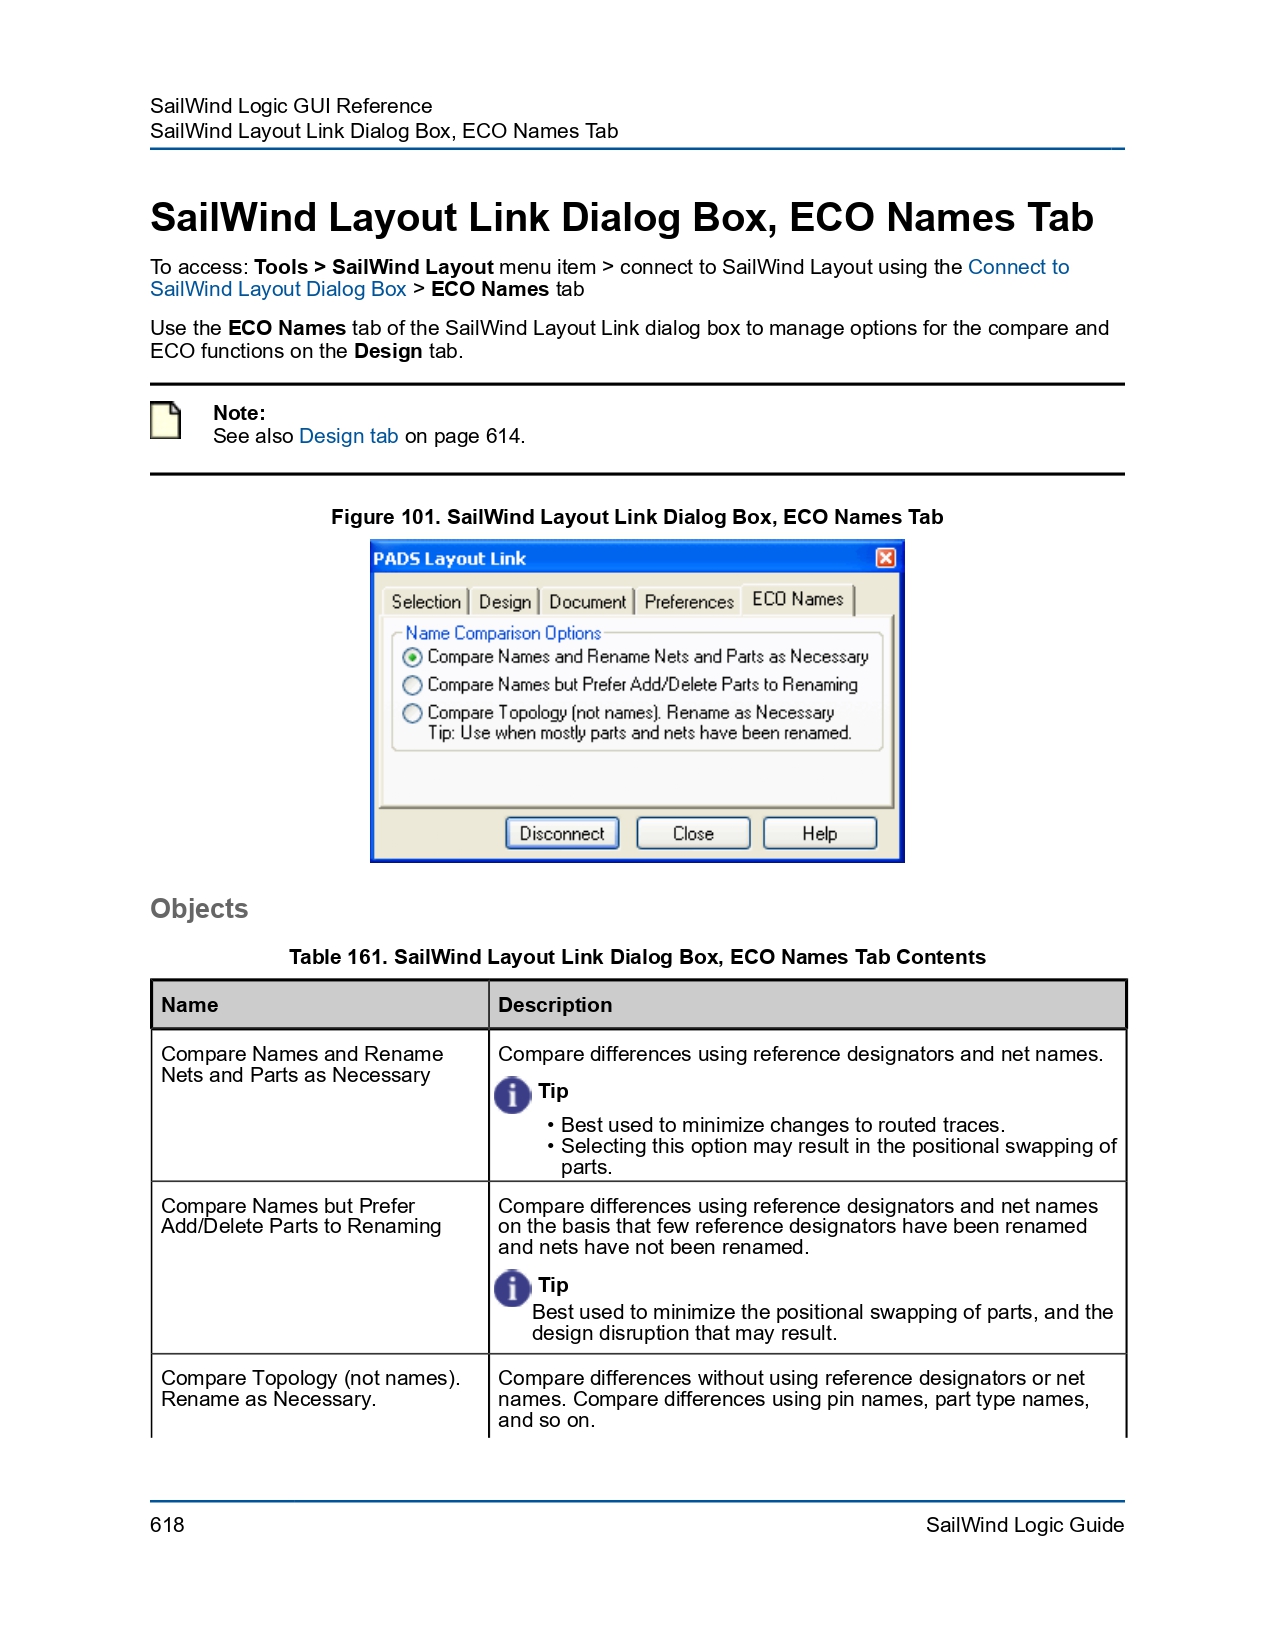 SailWind Logic GUI Reference
SailWind Layout Link Dialog Box, ECO Names Tab
SailWind Layout Link Dialog Box, ECO Names Tab
To access: Tools > SailWind Layout menu item > connect to SailWind Layout using the Connect to
SailWind Layout Dialog Box > ECO Names tab
Use the ECO Names tab of the SailWind Layout Link dialog box to manage options for the compare and
ECO functions on the Design tab.
Note:
See also Design tab on page 614.
Figure 101. SailWind Layout Link Dialog Box, ECO Names Tab
PADS Layout Link
Selection Design Document Preferences ECO Names
Name Comparison Options
Compare Names and Rename Nets and Parts as Necessary
Compare Names but Prefer Add/Delete Parts to Renaming
Compare Topology (not names). Rename as Necessary
Tip: Use when mostly parts and nets have been renamed.
Disconnect Close Help
Objects
Table 161. SailWind Layout Link Dialog Box, ECO Names Tab Contents
Name Description
Compare Names and Rename
Nets and Parts as Necessary
Compare differences using reference designators and net names.
Tip
• Best used to minimize changes to routed traces.
• Selecting this option may result in the positional swapping of
parts.
Compare Names but Prefer
Add/Delete Parts to Renaming
Compare differences using reference designators and net names
on the basis that few reference designators have been renamed
and nets have not been renamed.
Tip
Best used to minimize the positional swapping of parts, and the
design disruption that may result.
Compare Topology (not names).
Rename as Necessary.
Compare differences without using reference designators or net
names. Compare differences using pin names, part type names,
and so on.
618 SailWind Logic Guide